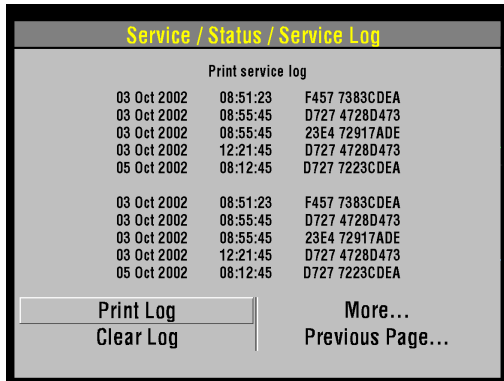 Service / Status / Service Log
Print service log
03 Oct 2002 08:51:23 F457 7383CDEA
03 Oct 2002 08:55:45 D727 4728D473
03 Oct 2002 08:55:45 23E4 72917ADE
03 Oct 2002 12:21:45 D727 4728D473
05 Oct 2002 08:12:45 D727 7223CDEA
03 Oct 2002 08:51:23 F457 7383CDEA
03 Oct 2002 08:55:45 D727 4728D473
03 Oct 2002 08:55:45 23E4 72917ADE
03 Oct 2002 12:21:45 D727 4728D473
05 Oct 2002 08:12:45 D727 7223CDEA
Print Log More...
Clear Log Previous Page...